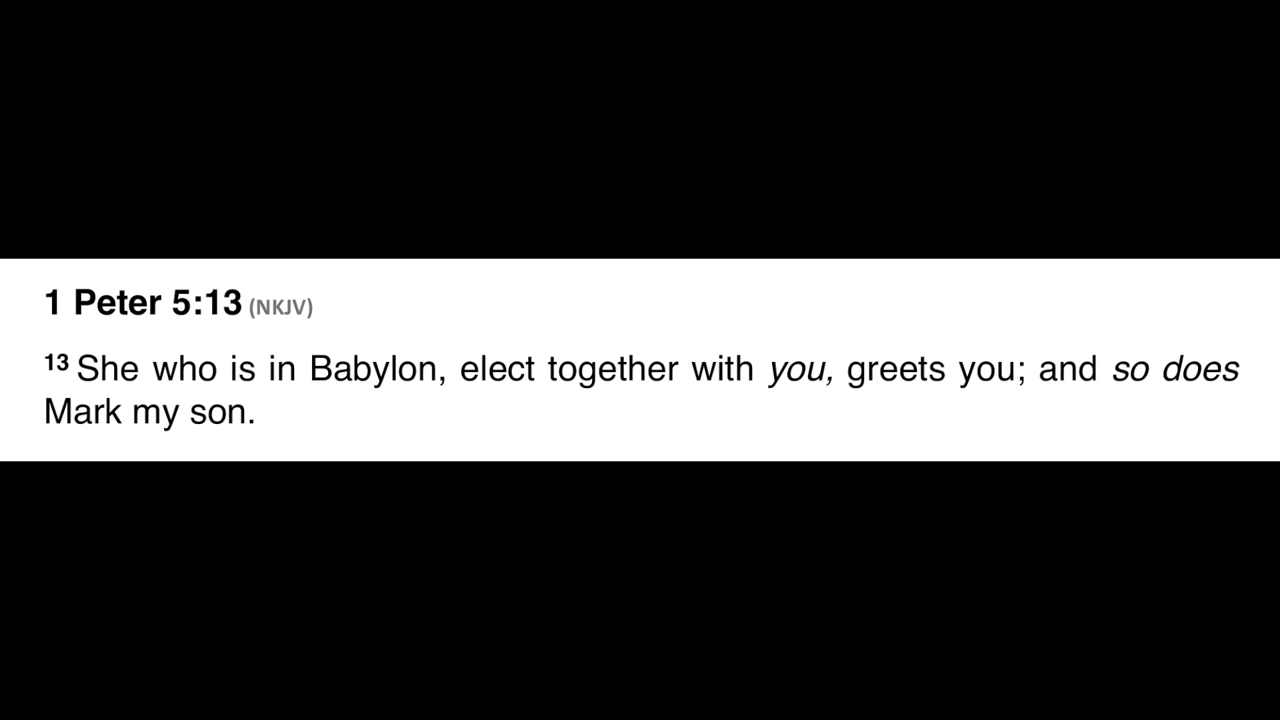 1 Peter 5:13 (NKJV)
13 She who is in Babylon, elect together with you, greets you; and so does
Mark my son.